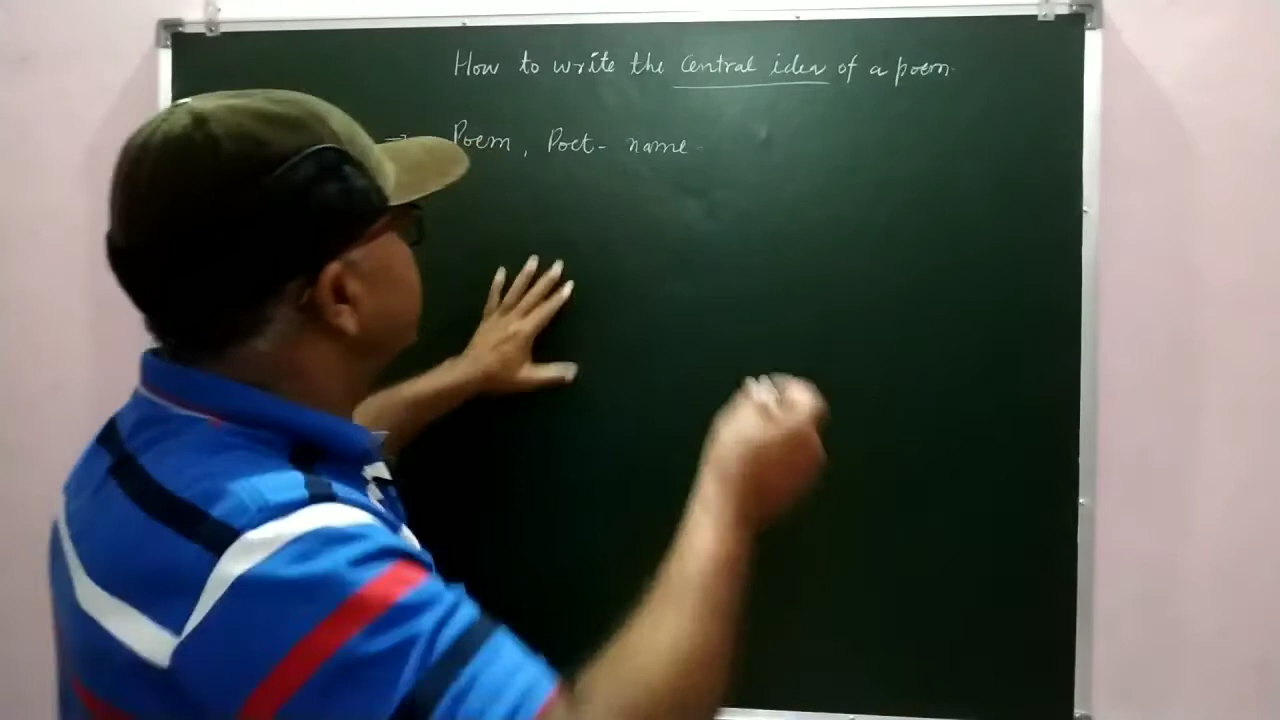 How to write the central idea of a poem.
→ Poem, Poet- name-